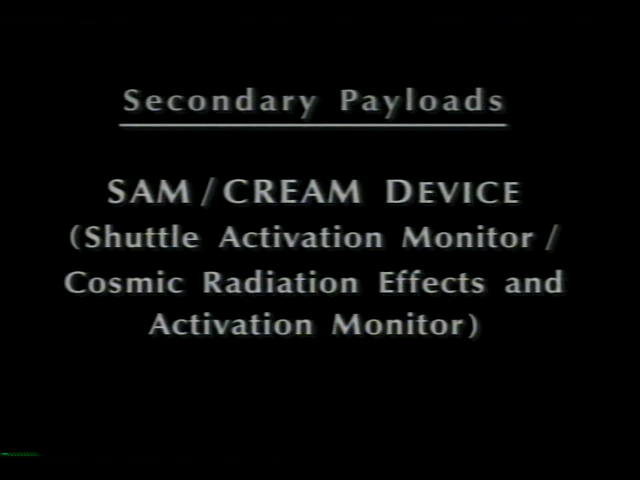 Secondary Payloads
SAM / CREAM DEVICE
(Shuttle Activation Monitor /
Cosmic Radiation Effects and
Activation Monitor)